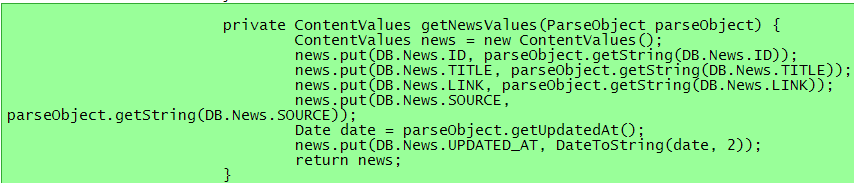 private ContentValues getNewsValues(ParseObject parseObject) {
ContentValues news = new ContentValues();
news.put(DB.News.ID, parseObject.getString(DB.News.ID));
news.put(DB.News.TITLE, parseObject.getString(DB.News.TITLE));
news.put(DB.News.LINK, parseObject.getString(DB.News.LINK));
news.put(DB.News.SOURCE,
parseObject.getString(DB.News.SOURCE));
Date date = parseObject.getUpdatedAt();
news.put(DB.News.UPDATED_AT, DateToString(date, 2));
return news;
}